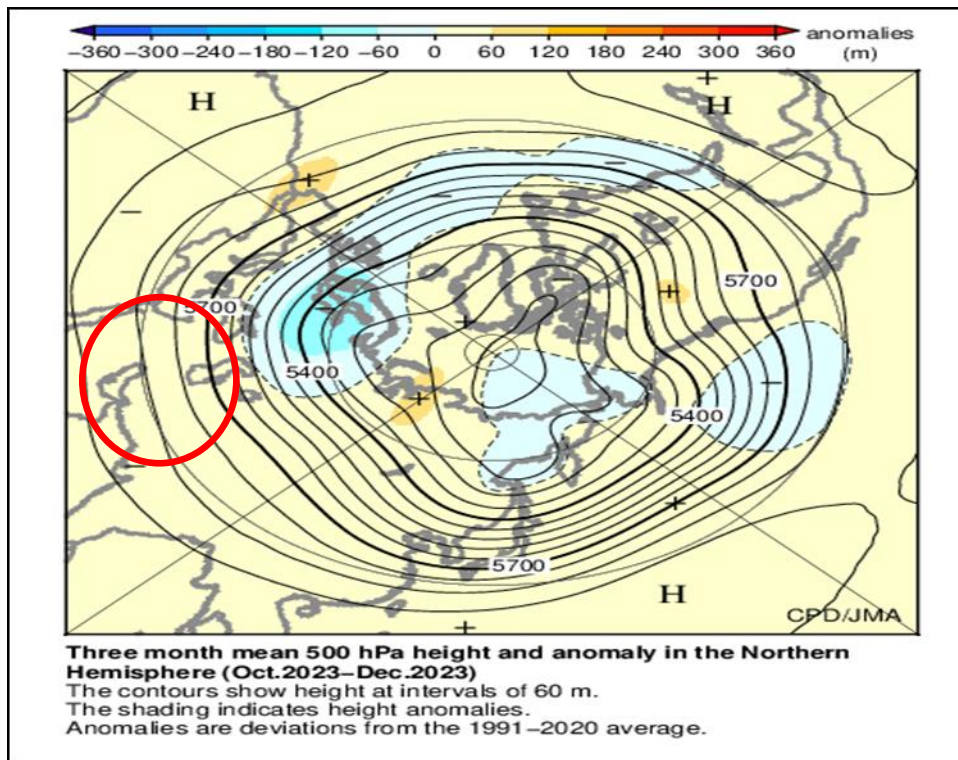 -360 -300 -240 -180 -120 -60 0 60 120 180 240 300 360 anomalies
(m)
H H
+
+
−
−
−
−
−
+
5700
5700
+
5400
−
+
−
5400
+
5700
H
CPD/JMA
+
Three month mean 500 hPa height and anomaly in the Northern
Hemisphere (Oct.2023−Dec.2023)
The contours show height at intervals of 60 m.
The shading indicates height anomalies.
Anomalies are deviations from the 1991−2020 average.